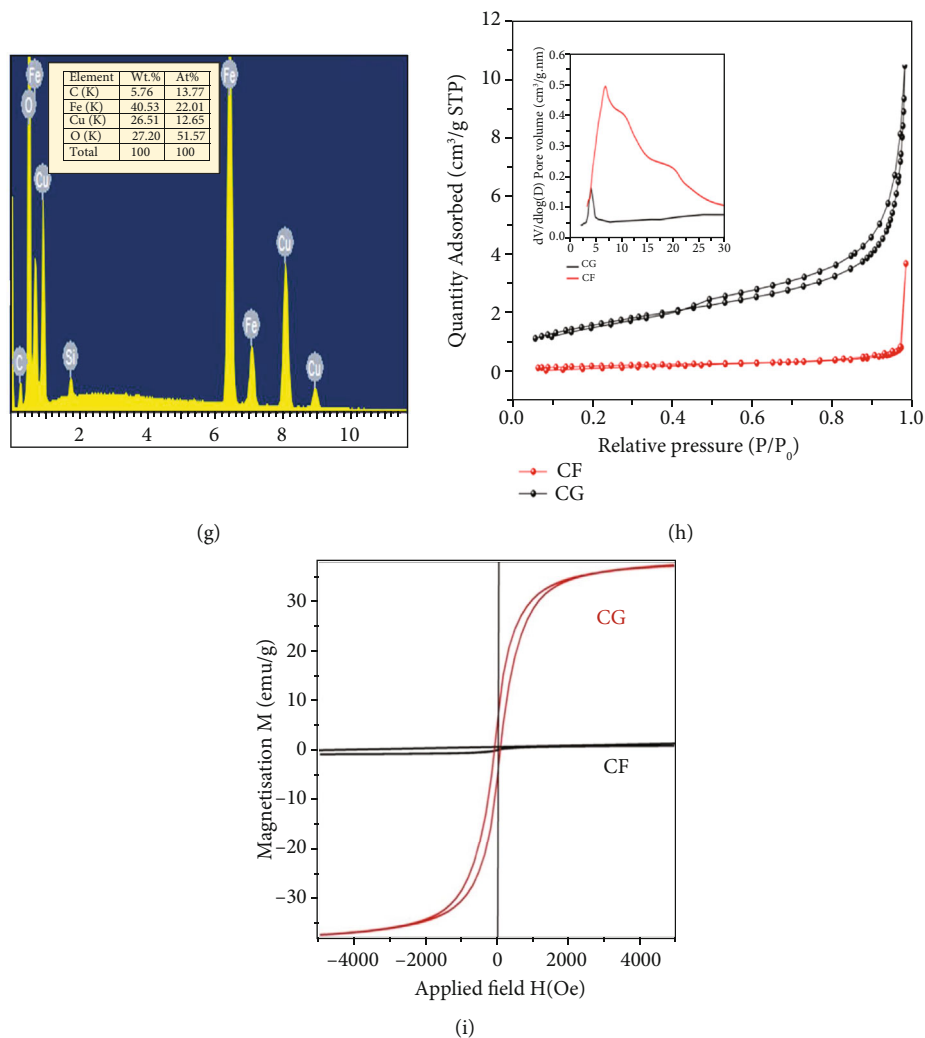 Fe
O
Cu
C
Si
Fe
Fe
Cu
Cu
Element Wt.% At%
C (K) 5.76 13.77
Fe (K) 40.53 22.01
Cu (K) 26.51 12.65
O (K) 27.20 51.57
Total 100 100
2 4 6 8 10
(g)
Quantity Adsorbed (cm³/g STP)
12
10
8
6
4
2
0
0.0 0.2 0.4 0.6 0.8 1.0
Relative pressure (P/P₀)
dV/dlog(D) Pore volume (cm³/g.nm)
0.6
0.5
0.4
0.3
0.2
0.1
0.0
0 5 10 15 20 25 30
CG
CF
CF
CG
(h)
Magnetisation M (emu/g)
30
20
10
0
–10
–20
–30
CG
CF
–4000 –2000 0 2000 4000
Applied field H(Oe)
(i)